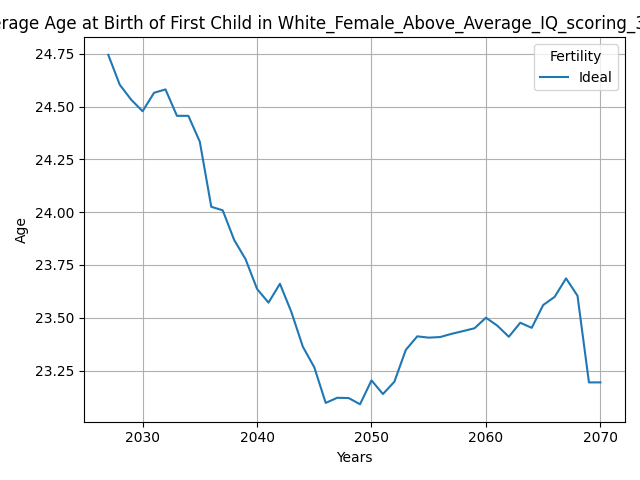 erage Age at Birth of First Child in White_Female_Above_Average_IQ_scoring_3
Fertility
Ideal
24.75
24.50
24.25
24.00
23.75
23.50
23.25
Age
2030 2040 2050 2060 2070
Years